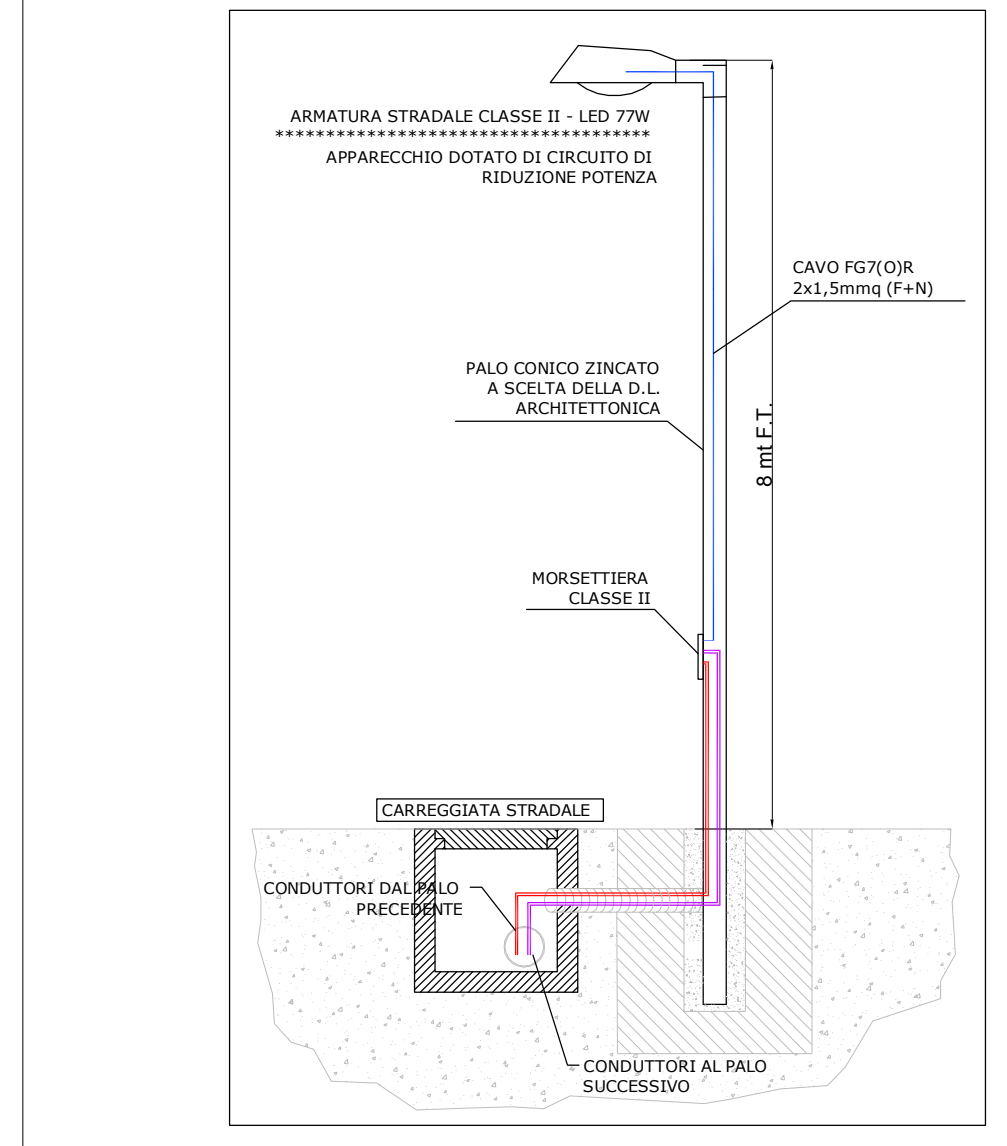 ARMATURA STRADALE CLASSE II - LED 77W
*************************************
APPARECCHIO DOTATO DI CIRCUITO DI
RIDUZIONE POTENZA
CAVO FG7(O)R
2x1,5mmq (F+N)
PALO CONICO ZINCATO
A SCELTA DELLA D.L.
ARCHITETTONICA
8 mt F.T.
MORSETTIERA
CLASSE II
CARREGGIATA STRADALE
CONDUTTORI DAL PALO
PRECEDENTE
CONDUTTORI AL PALO
SUCCESSIVO